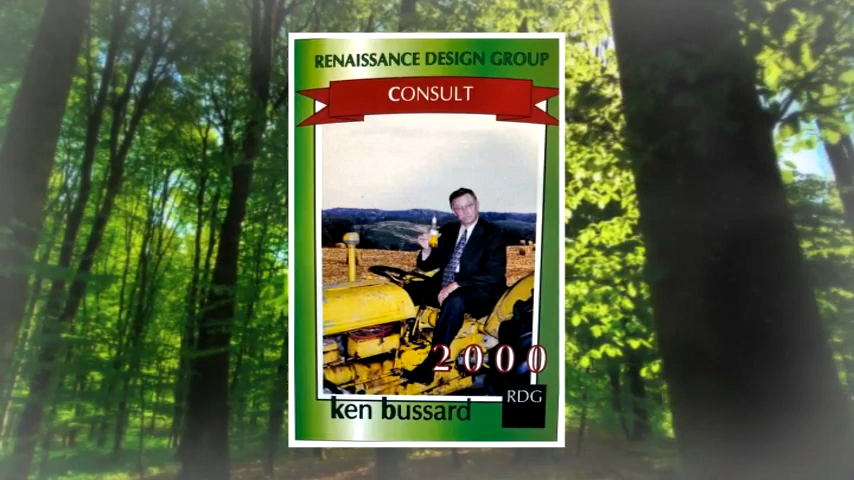 RENAISSANCE DESIGN GROUP
CONSULT
2000
RDG
ken bussard